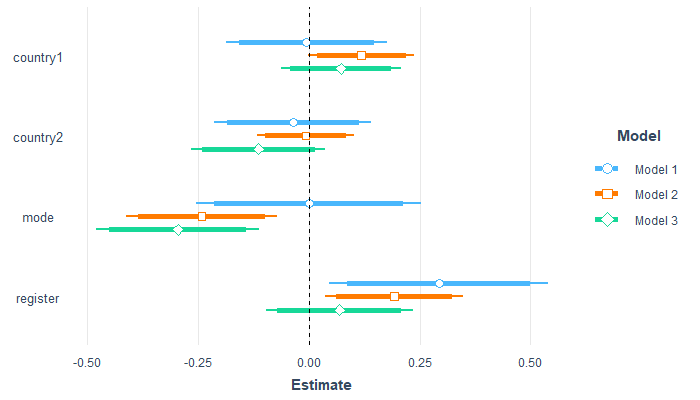 country1
country2
mode
register
-0.50 -0.25 0.00 0.25 0.50
Estimate
Model
Model 1
Model 2
Model 3